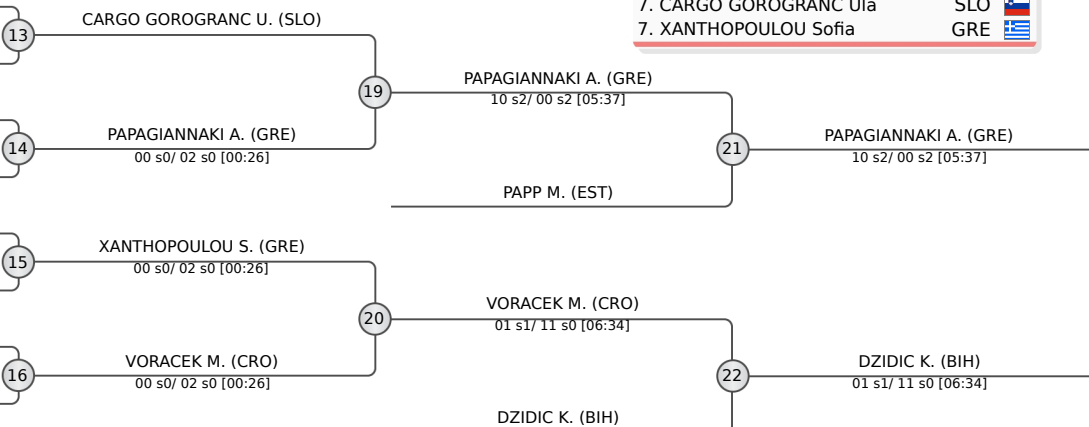 7. CARGO GOROGRANC Ula SLO
7. XANTHOPOULOU Sofia GRE
CARGO GOROGRANC U. (SLO)
13
PAPAGIANNAKI A. (GRE)
19
10 s2/ 00 s2 [05:37]
PAPAGIANNAKI A. (GRE)
14
00 s0/ 02 s0 [00:26]
PAPAGIANNAKI A. (GRE)
21
10 s2/ 00 s2 [05:37]
PAPP M. (EST)
XANTHOPOULOU S. (GRE)
15
00 s0/ 02 s0 [00:26]
VORACEK M. (CRO)
20
01 s1/ 11 s0 [06:34]
VORACEK M. (CRO)
16
00 s0/ 02 s0 [00:26]
DZIDIC K. (BIH)
22
01 s1/ 11 s0 [06:34]
DZIDIC K. (BIH)